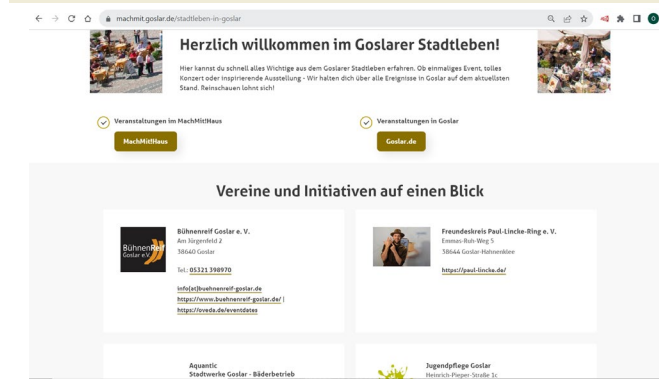 machmit.goslar.de/stadtleben-in-goslar
Herzlich willkommen im Goslarer Stadtleben!
Hier kannst du schnell alles Wichtige aus dem Goslarer Stadtleben erfahren. Ob einmaliges Event, tolles
Konzert oder inspirierende Ausstellung - Wir halten dich über alle Ereignisse in Goslar auf dem aktuellsten
Stand. Reinschauen lohnt sich!
Veranstaltungen im MachMit!Haus
MachMit!Haus
Veranstaltungen in Goslar
Goslar.de
Vereine und Initiativen auf einen Blick
BühnenReif
Goslar e.V.
Bühnenreif Goslar e. V.
Am Jürgenfeld 2
38640 Goslar
Tel.: 05321 398970
info(at)buehnenreif-goslar.de
https://www.buehnenreif-goslar.de/ |
https://oveda.de/eventdates
Freundeskreis Paul-Lincke-Ring e. V.
Emmas-Ruh-Weg 5
38644 Goslar-Hahnenklee
https://paul-lincke.de/
Aquantic
Stadtwerke Goslar - Bäderbetrieb
Jugendpflege Goslar
Heinrich-Pieper-Straße 1c